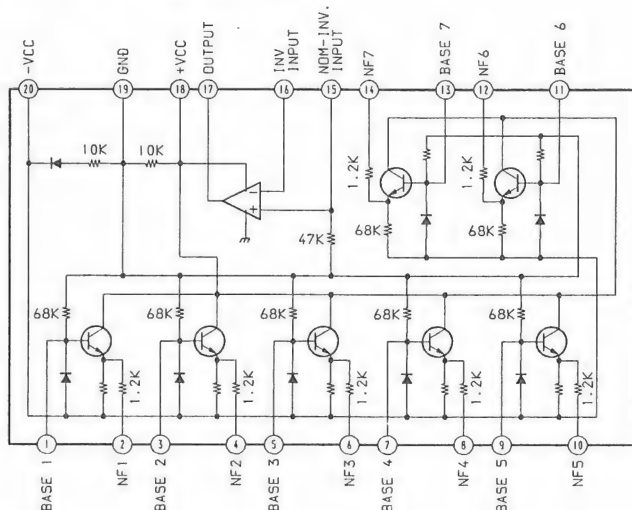 -VCC
GND
+VCC
OUTPUT
INV
INPUT
NOM-INV.
INPUT
NF7
BASE 7
NF6
BASE 6
20
19
18
17
16
15
14
13
12
11
10K
10K
1.2K
1.2K
-
+
47K
68K
68K
68K
68K
68K
68K
68K
1.2K
1.2K
1.2K
1.2K
1.2K
1
2
3
4
5
6
7
8
9
10
BASE 1
NF1
BASE 2
NF2
BASE 3
NF3
BASE 4
NF4
BASE 5
NF5